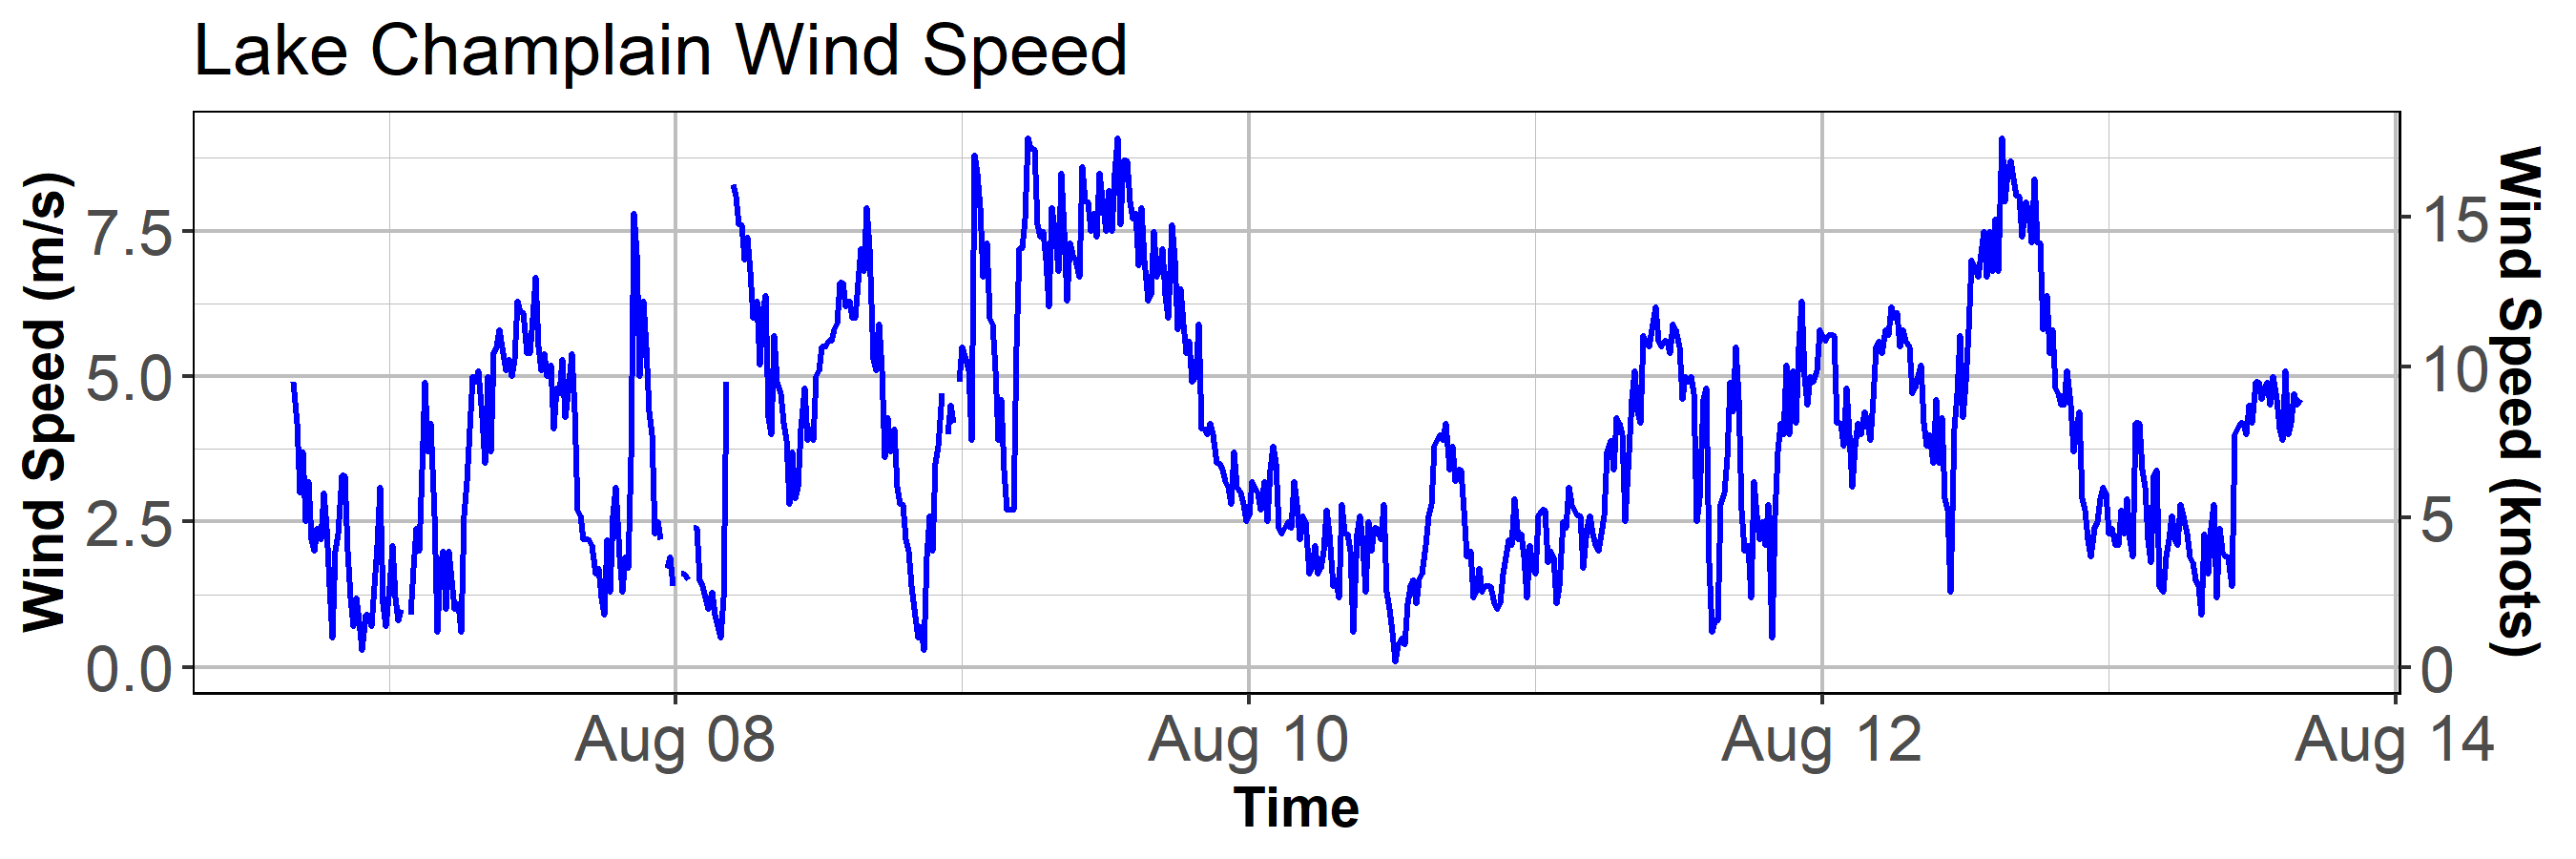 Lake Champlain Wind Speed
Wind Speed (m/s)
7.5
5.0
2.5
0.0
Wind Speed (knots)
15
10
5
0
Aug 08
Aug 10
Aug 12
Aug 14
Time